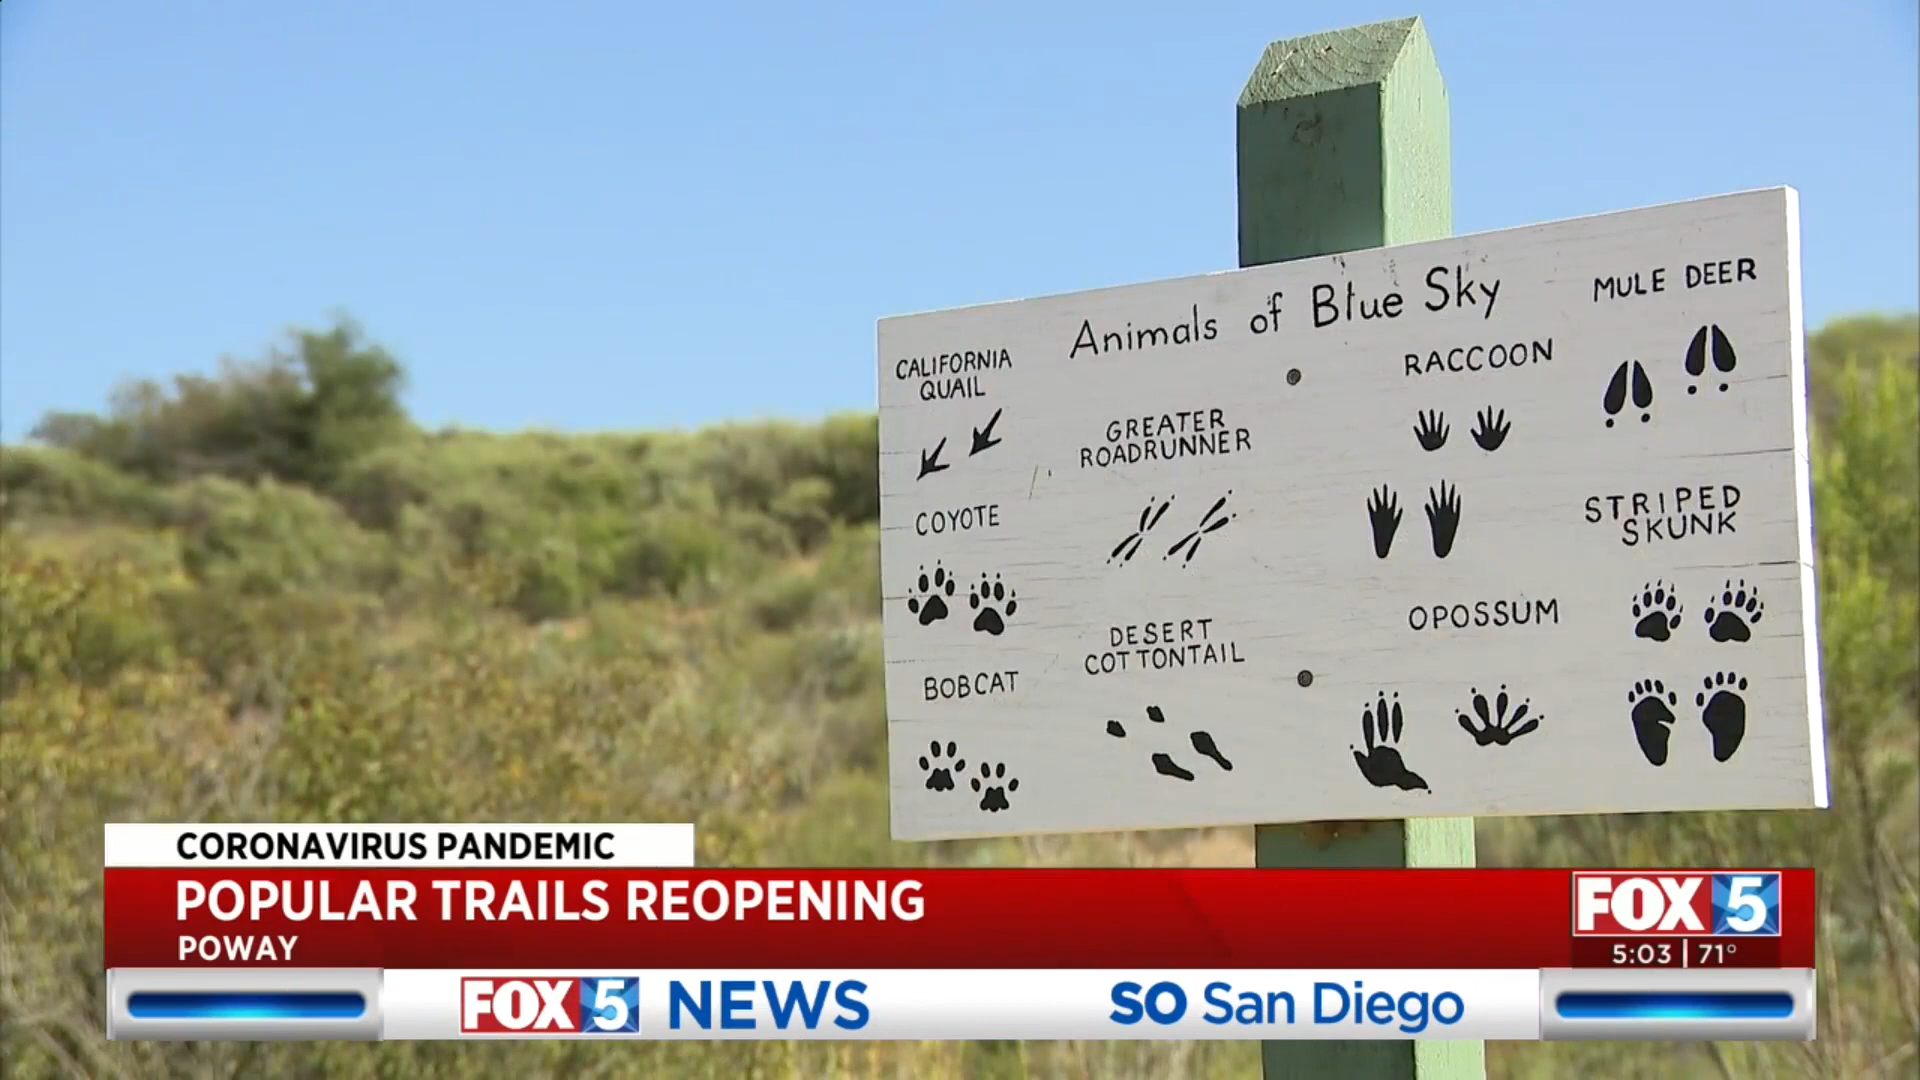 Animals of Blue Sky
CALIFORNIA
QUAIL
COYOTE
BOBCAT
GREATER
ROADRUNNER
DESERT
COTTONTAIL
RACCOON
OPOSSUM
MULE DEER
STRIPED
SKUNK
CORONAVIRUS PANDEMIC
POPULAR TRAILS REOPENING
POWAY
FOX 5
5:03 | 71°
FOX 5 NEWS
SO San Diego